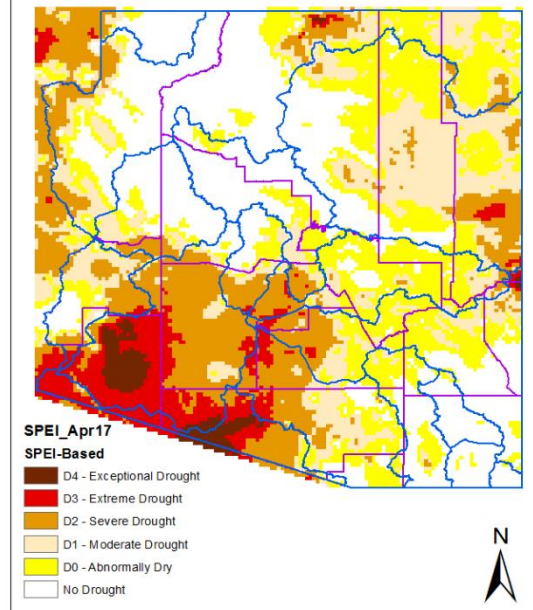 SPEI_Apr17
SPEI-Based
D4 - Exceptional Drought
D3 - Extreme Drought
D2 - Severe Drought
D1 - Moderate Drought
D0 - Abnormally Dry
No Drought
N